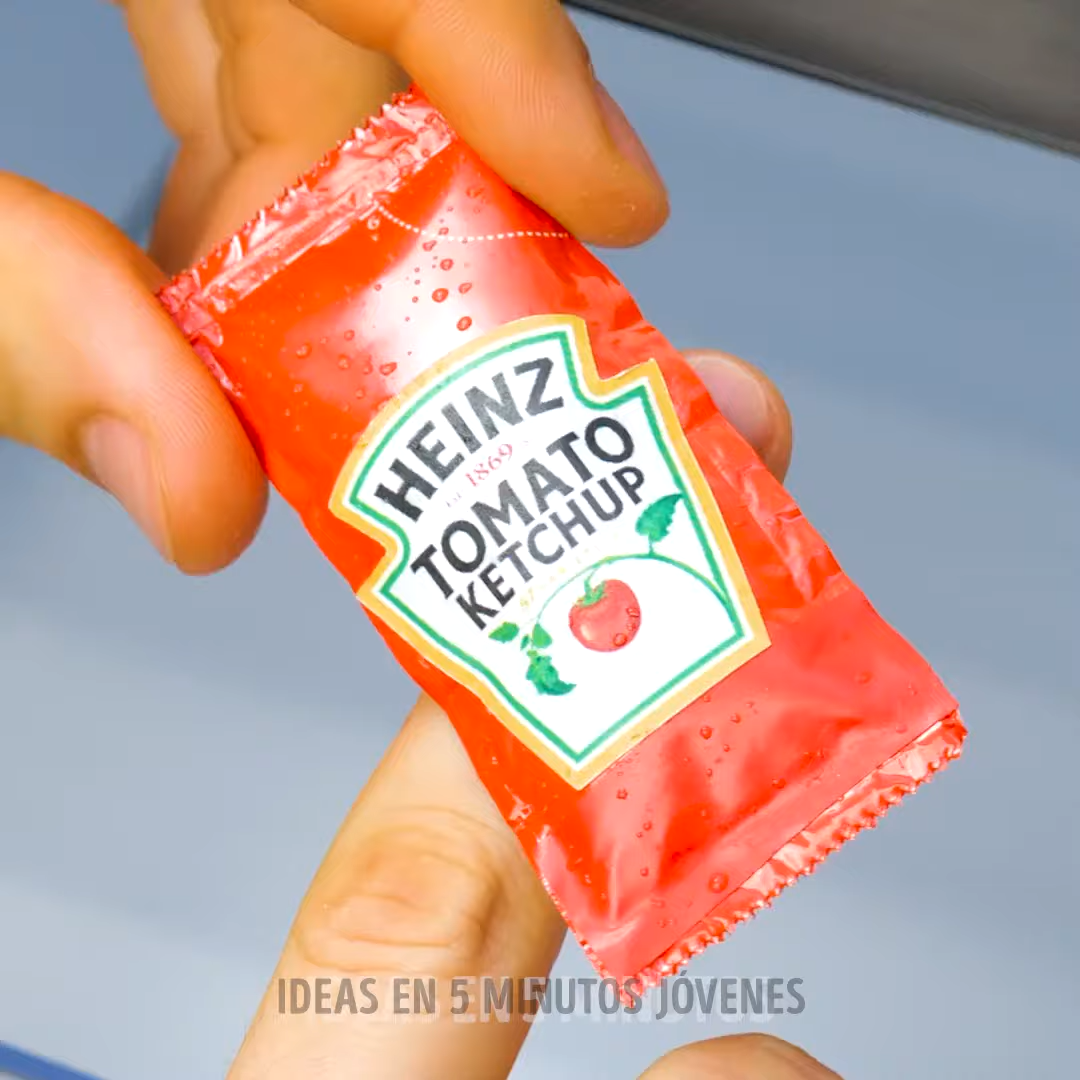 HEINZ
1869
TOMATO
KETCHUP
IDEAS EN 5 MINUTOS JÓVENES